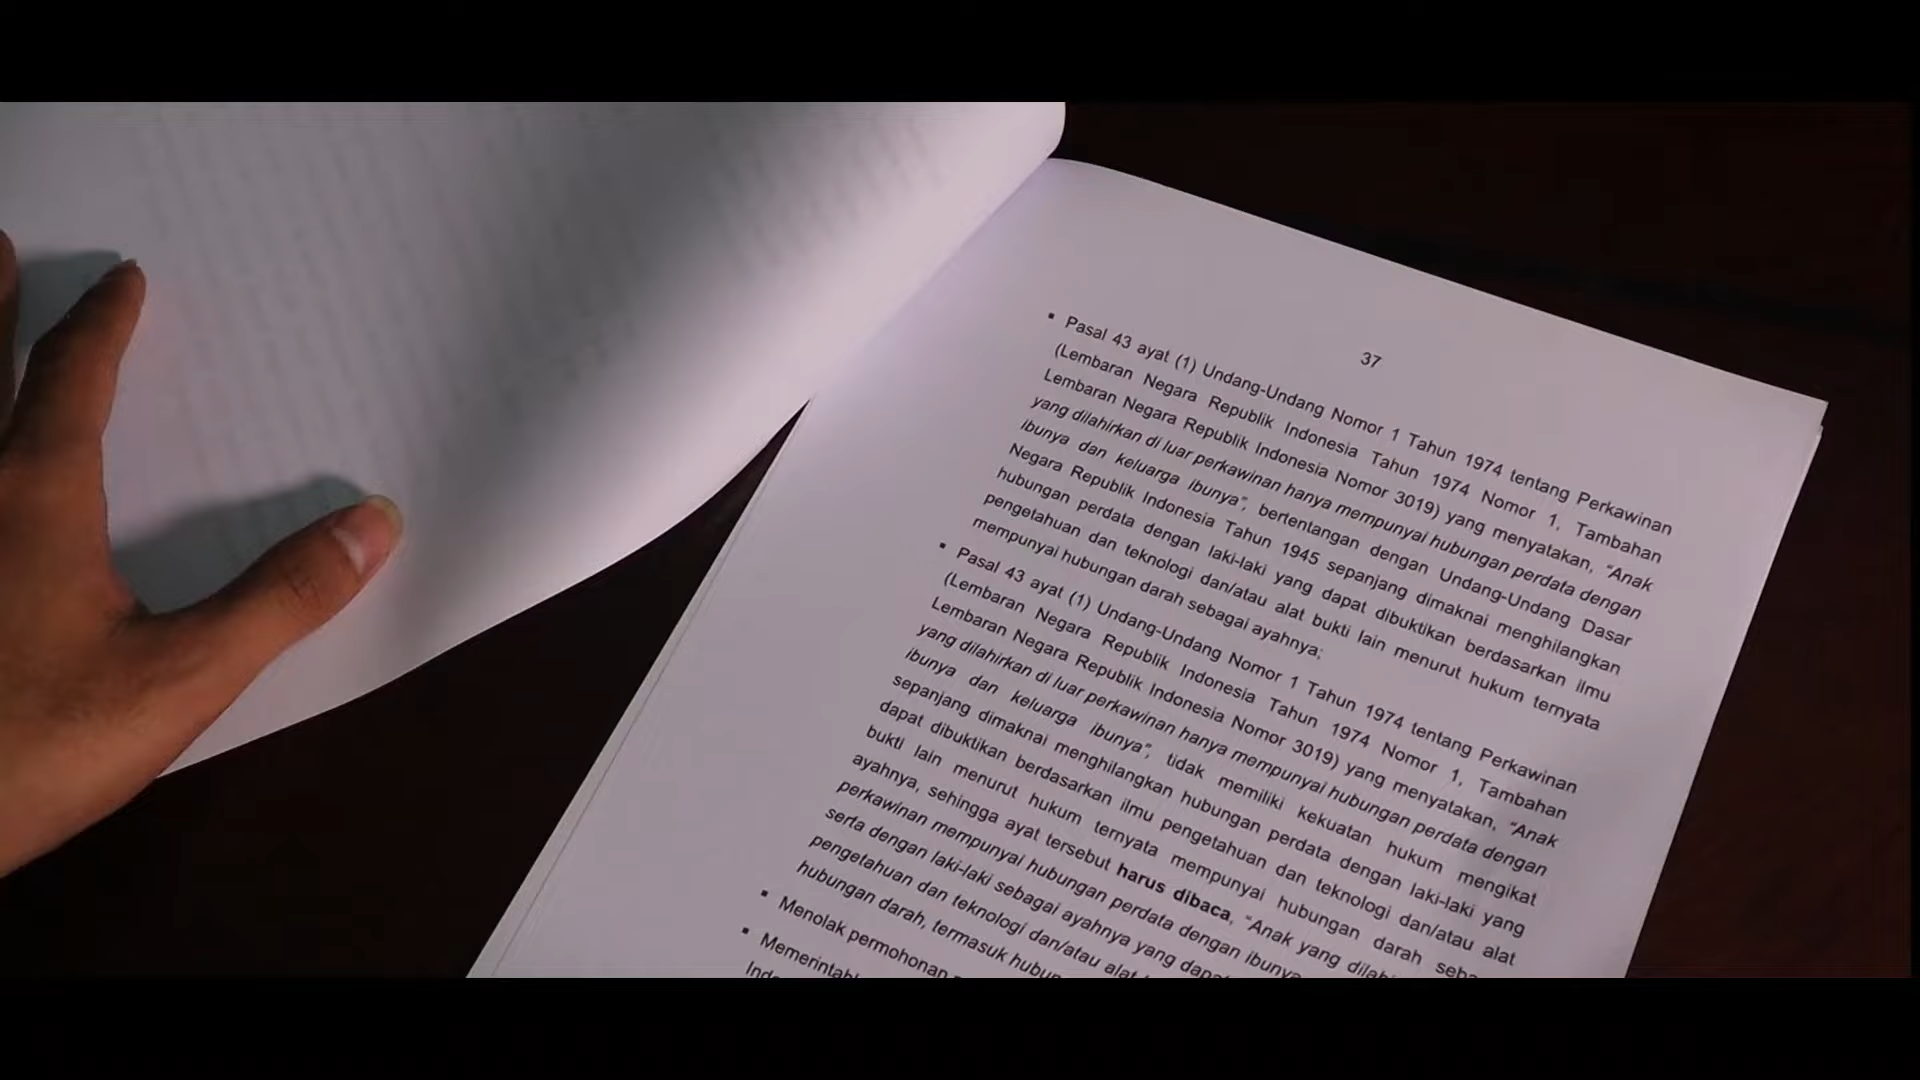 37
▪ Pasal 43 ayat (1) Undang-Undang Nomor 1 Tahun 1974 tentang Perkawinan
(Lembaran Negara Republik Indonesia Tahun 1974 Nomor 1, Tambahan
Lembaran Negara Republik Indonesia Nomor 3019) yang menyatakan, “Anak
yang dilahirkan di luar perkawinan hanya mempunyai hubungan perdata dengan
ibunya dan keluarga ibunya”, bertentangan dengan Undang-Undang Dasar
Negara Republik Indonesia Tahun 1945 sepanjang dimaknai menghilangkan
hubungan perdata dengan laki-laki yang dapat dibuktikan berdasarkan ilmu
pengetahuan dan teknologi dan/atau alat bukti lain menurut hukum ternyata
mempunyai hubungan darah sebagai ayahnya;
▪ Pasal 43 ayat (1) Undang-Undang Nomor 1 Tahun 1974 tentang Perkawinan
(Lembaran Negara Republik Indonesia Tahun 1974 Nomor 1, Tambahan
Lembaran Negara Republik Indonesia Nomor 3019) yang menyatakan, “Anak
yang dilahirkan di luar perkawinan hanya mempunyai hubungan perdata dengan
ibunya dan keluarga ibunya”, tidak memiliki kekuatan hukum mengikat
sepanjang dimaknai menghilangkan hubungan perdata dengan laki-laki yang
dapat dibuktikan berdasarkan ilmu pengetahuan dan teknologi dan/atau alat
bukti lain menurut hukum ternyata mempunyai hubungan darah seba
ayahnya, sehingga ayat tersebut harus dibaca, “Anak yang dilah
perkawinan mempunyai hubungan perdata dengan ibunya
serta dengan laki-laki sebagai ayahnya yang dapa
pengetahuan dan teknologi dan/atau alat
hubungan darah, termasuk hubu
▪ Menolak permohonan
▪ Memerintah
Ind